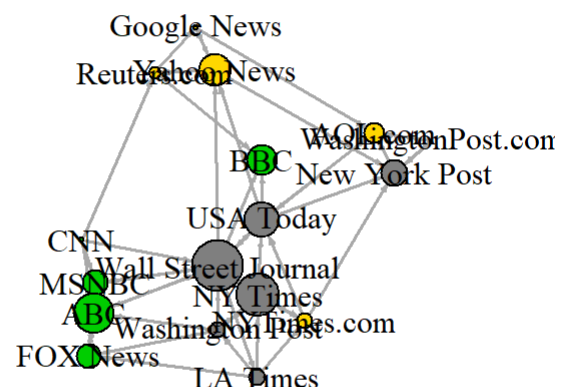 Google News
Reuters.com
Yahoo News
AOL.com
WashingtonPost.com
BBC
New York Post
USA Today
CNN
Wall Street Journal
MSNBC
NY Times
ABC
Washington Post
NYTimes.com
FOX News
LA Times